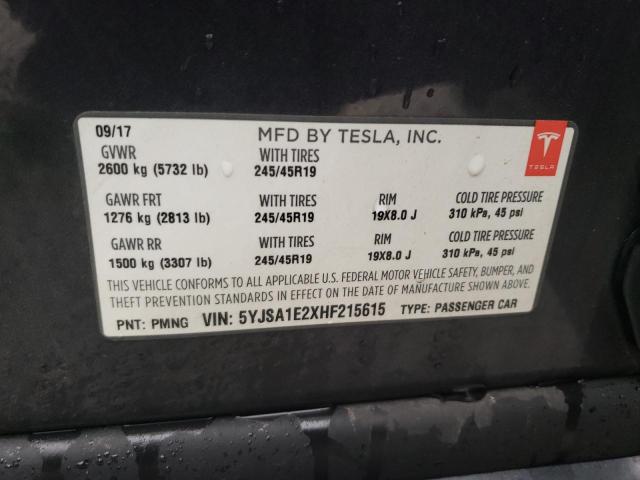 09/17 MFD BY TESLA, INC.
GVWR WITH TIRES
2600 kg (5732 lb) 245/45R19
TESLA
GAWR FRT WITH TIRES RIM COLD TIRE PRESSURE
1276 kg (2813 lb) 245/45R19 19X8.0 J 310 kPa, 45 psi
GAWR RR WITH TIRES RIM COLD TIRE PRESSURE
1500 kg (3307 lb) 245/45R19 19X8.0 J 310 kPa, 45 psi
THIS VEHICLE CONFORMS TO ALL APPLICABLE U.S. FEDERAL MOTOR VEHICLE SAFETY, BUMPER, AND
THEFT PREVENTION STANDARDS IN EFFECT ON THE DATE OF MANUFACTURE SHOWN ABOVE.
PNT: PMNG VIN: 5YJSA1E2XHF215615 TYPE: PASSENGER CAR